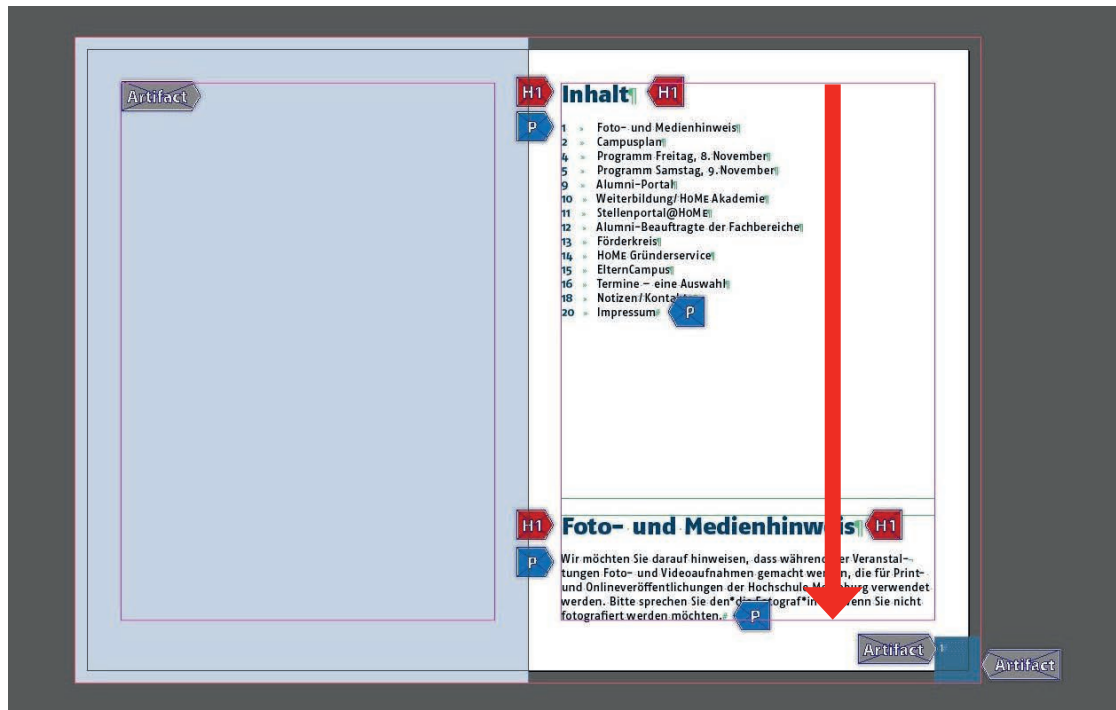 Artifact
H1 Inhalt¶ H1
P
1 » Foto- und Medienhinweis¶
2 » Campusplan¶
4 » Programm Freitag, 8. November¶
5 » Programm Samstag, 9. November¶
9 » Alumni-Portal¶
10 » Weiterbildung/HoMe Akademie¶
11 » Stellenportal@HoMe¶
12 » Alumni-Beauftragte der Fachbereiche¶
13 » Förderkreis¶
14 » HoMe Gründerservice¶
15 » ElternCampus¶
16 » Termine – eine Auswahl¶
18 » Notizen/Kontakte
20 » Impressum# P
H1 Foto- und Medienhinweis¶ H1
P
Wir möchten Sie darauf hinweisen, dass während der Veranstal-
tungen Foto- und Videoaufnahmen gemacht werden, die für Print-
und Onlineveröffentlichungen der Hochschule Merseburg verwendet
werden. Bitte sprechen Sie den*die Fotograf*in wenn Sie nicht
fotografiert werden möchten.# P
Artifact 1
Artifact